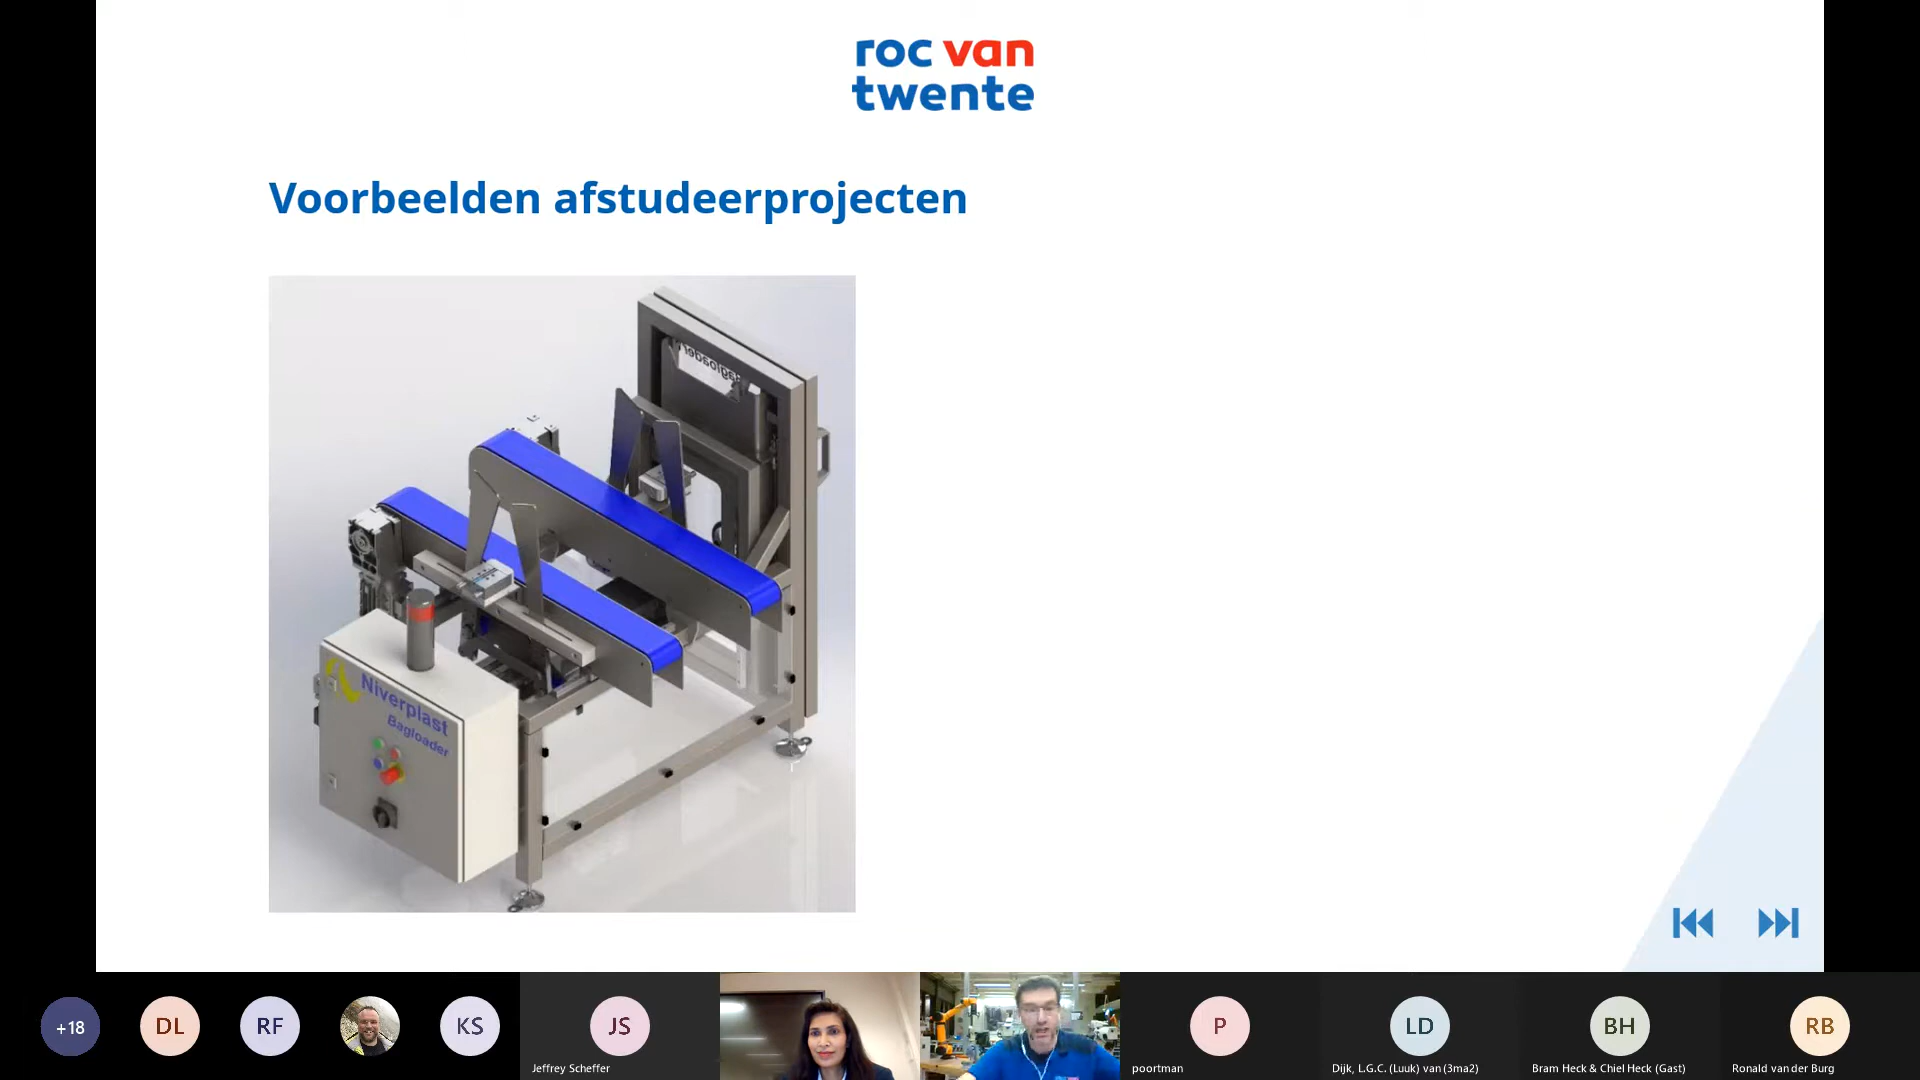 roc van
twente
Voorbeelden afstudeerprojecten
Niverplast
Bagloader
+18
DL
RF
KS
JS
Jeffrey Scheffer
P
poortman
LD
Dijk, L.G.C. (Luuk) van (3ma2)
BH
Bram Heck & Chiel Heck (Gast)
RB
Ronald van der Burg